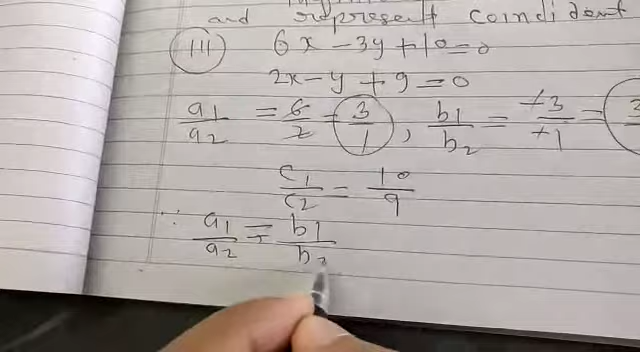 and represent coincident
(iii) 6x - 3y + 10 = 0
2x - y + 9 = 0
a1/a2 = 6/2 = 3/1, b1/b2 = +3/+1 = 3
c1/c2 = 10/9
∵ a1/a2 = b1/b2